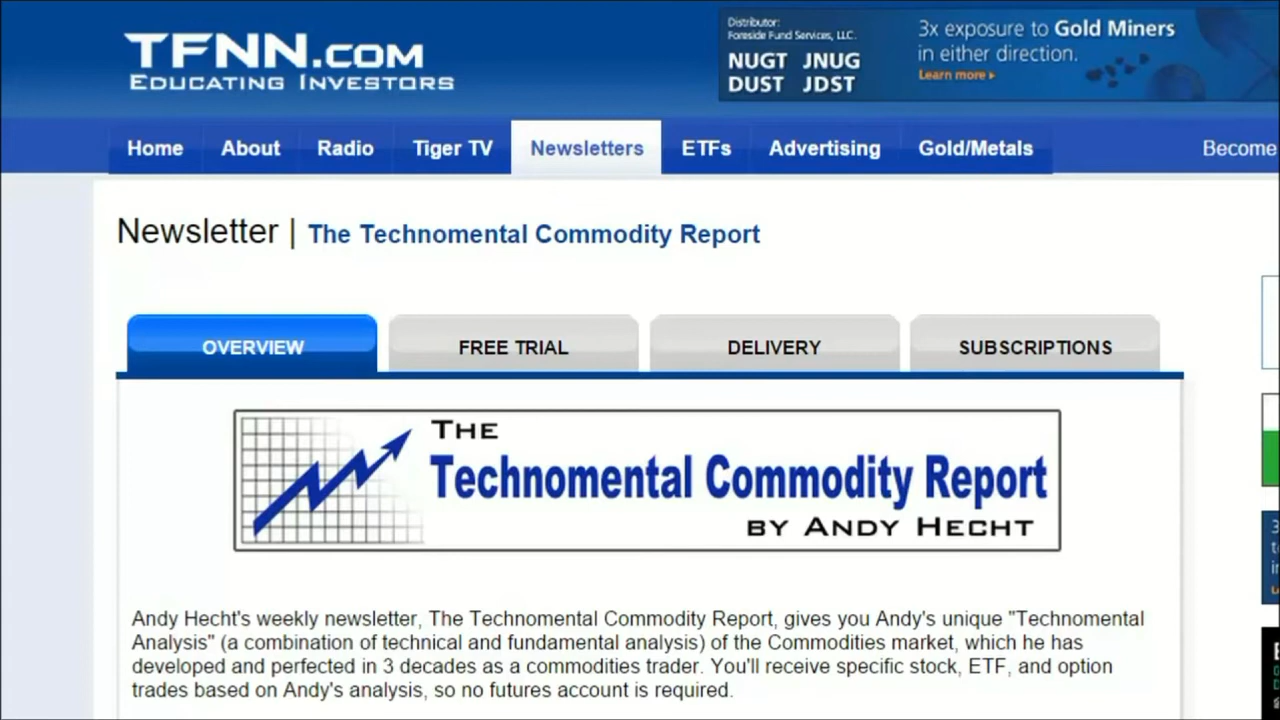 TFNN.COM
EDUCATING INVESTORS
Distributor:
Foreside Fund Services, LLC.
NUGT JNUG
DUST JDST
3x exposure to Gold Miners
in either direction.
Learn more ▸
Home About Radio Tiger TV Newsletters ETFs Advertising Gold/Metals Become
Newsletter | The Technomental Commodity Report
OVERVIEW FREE TRIAL DELIVERY SUBSCRIPTIONS
THE
Technomental Commodity Report
BY ANDY HECHT
Andy Hecht's weekly newsletter, The Technomental Commodity Report, gives you Andy's unique "Technomental
Analysis" (a combination of technical and fundamental analysis) of the Commodities market, which he has
developed and perfected in 3 decades as a commodities trader. You'll receive specific stock, ETF, and option
trades based on Andy's analysis, so no futures account is required.